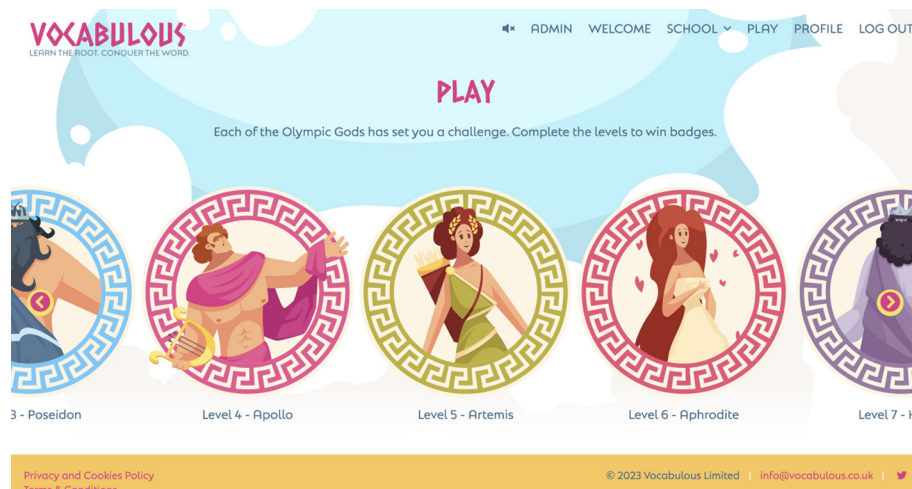 VOCABULOUS
LEARN THE ROOT. CONQUER THE WORD.
ADMIN WELCOME SCHOOL PLAY PROFILE LOG OUT
PLAY
Each of the Olympic Gods has set you a challenge. Complete the levels to win badges.
3 - Poseidon Level 4 - Apollo Level 5 - Artemis Level 6 - Aphrodite Level 7 -
Privacy and Cookies Policy © 2023 Vocabulous Limited | info@vocabulous.co.uk |
Terms & Conditions